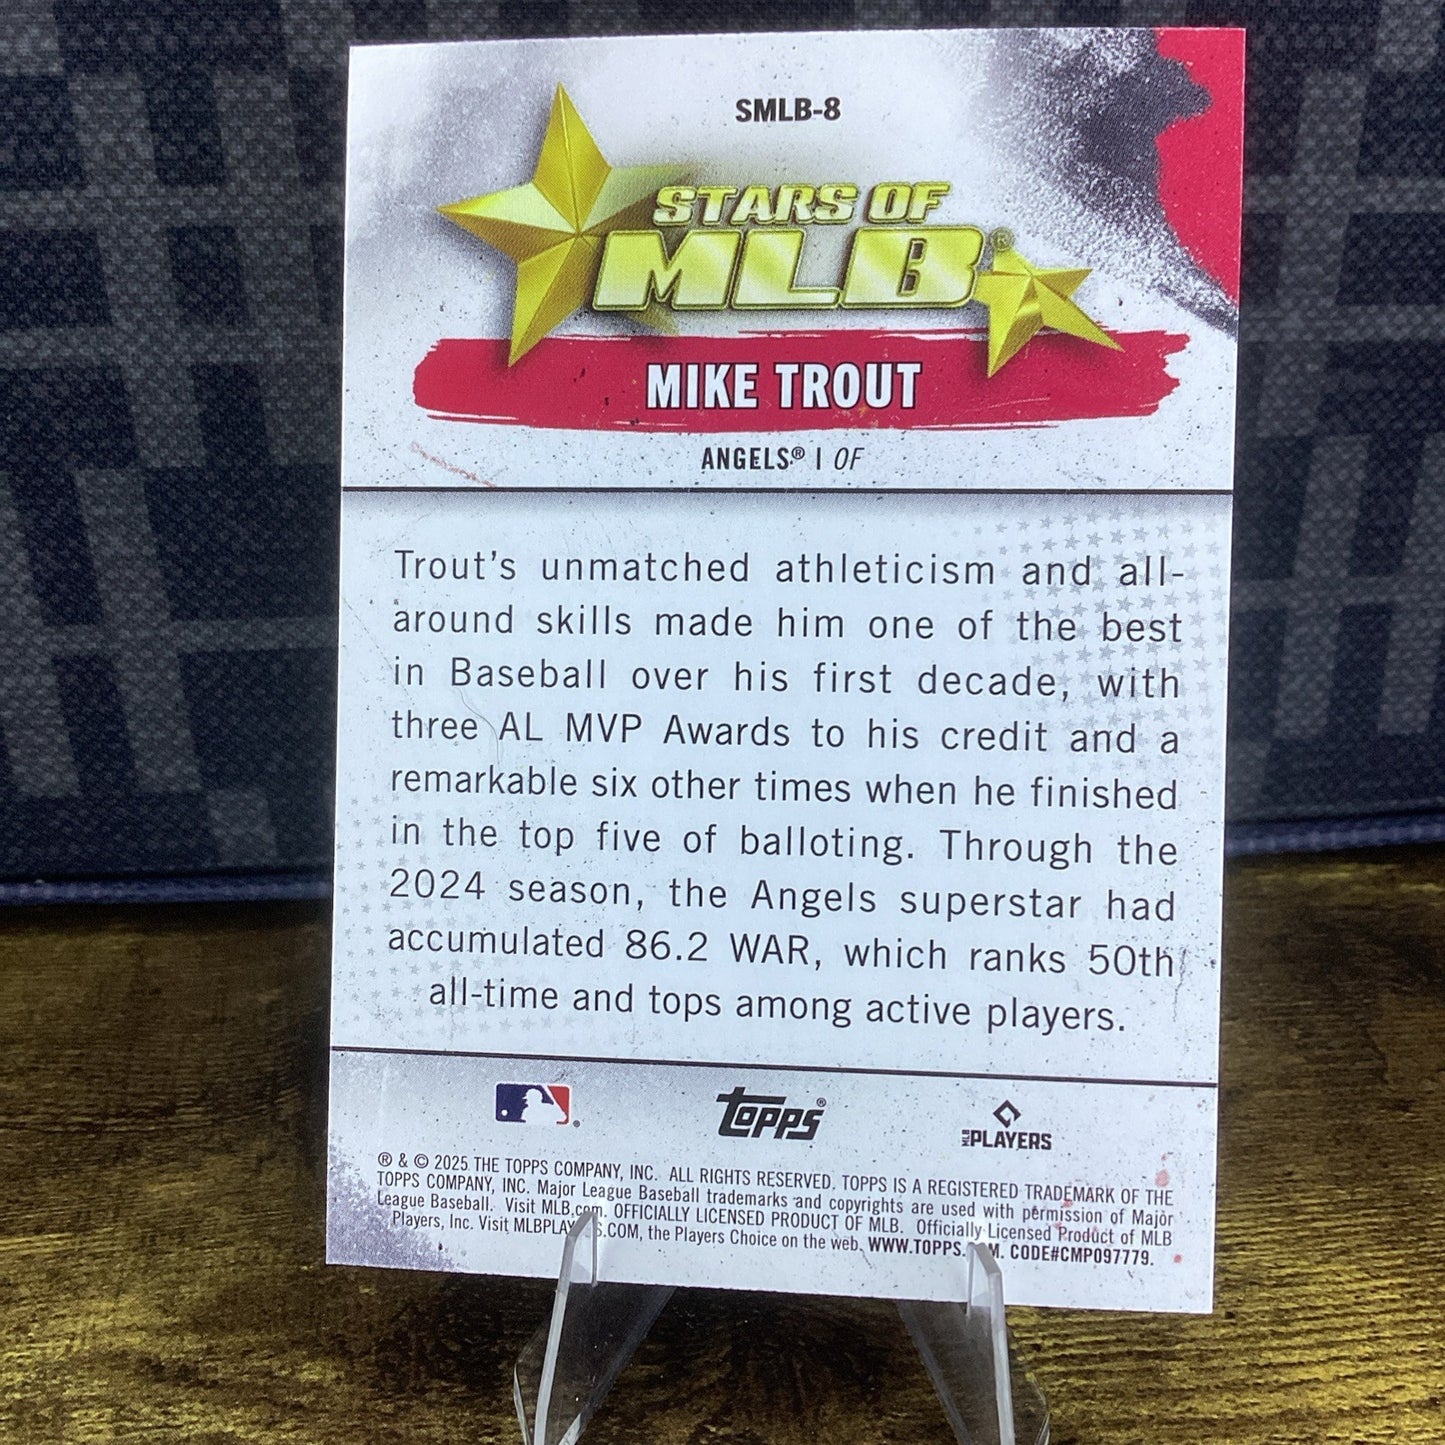 SMLB-8
STARS OF
MLB®
MIKE TROUT
ANGELS® | OF
Trout's unmatched athleticism and all-
around skills made him one of the best
in Baseball over his first decade, with
three AL MVP Awards to his credit and a
remarkable six other times when he finished
in the top five of balloting. Through the
2024 season, the Angels superstar had
accumulated 86.2 WAR, which ranks 50th
all-time and tops among active players.
Topps®
MLB PLAYERS
® & © 2025 THE TOPPS COMPANY, INC. ALL RIGHTS RESERVED. TOPPS IS A REGISTERED TRADEMARK OF THE
TOPPS COMPANY, INC. Major League Baseball trademarks and copyrights are used with permission of Major
League Baseball. Visit MLB.com. OFFICIALLY LICENSED PRODUCT OF MLB. Officially Licensed Product of MLB
Players, Inc. Visit the Players Choice on the web. CODE#CMP097779.